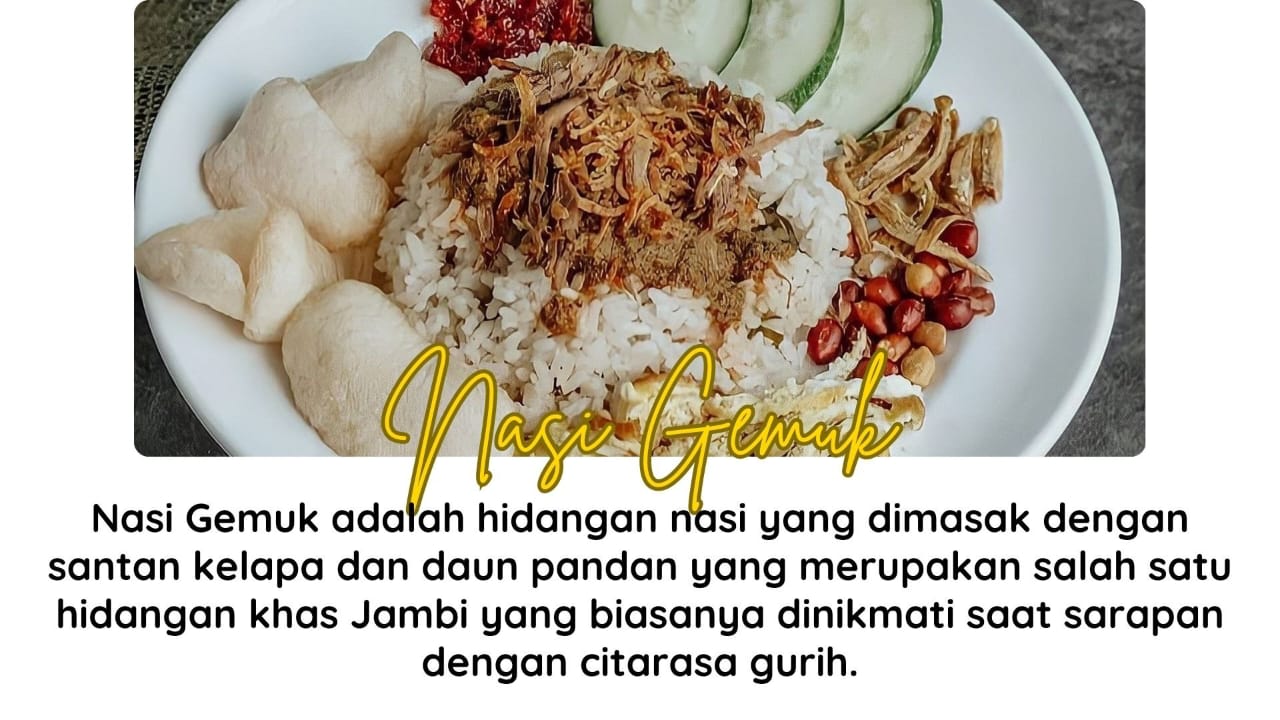 Nasi Gemuk
Nasi Gemuk adalah hidangan nasi yang dimasak dengan
santan kelapa dan daun pandan yang merupakan salah satu
hidangan khas Jambi yang biasanya dinikmati saat sarapan
dengan citarasa gurih.